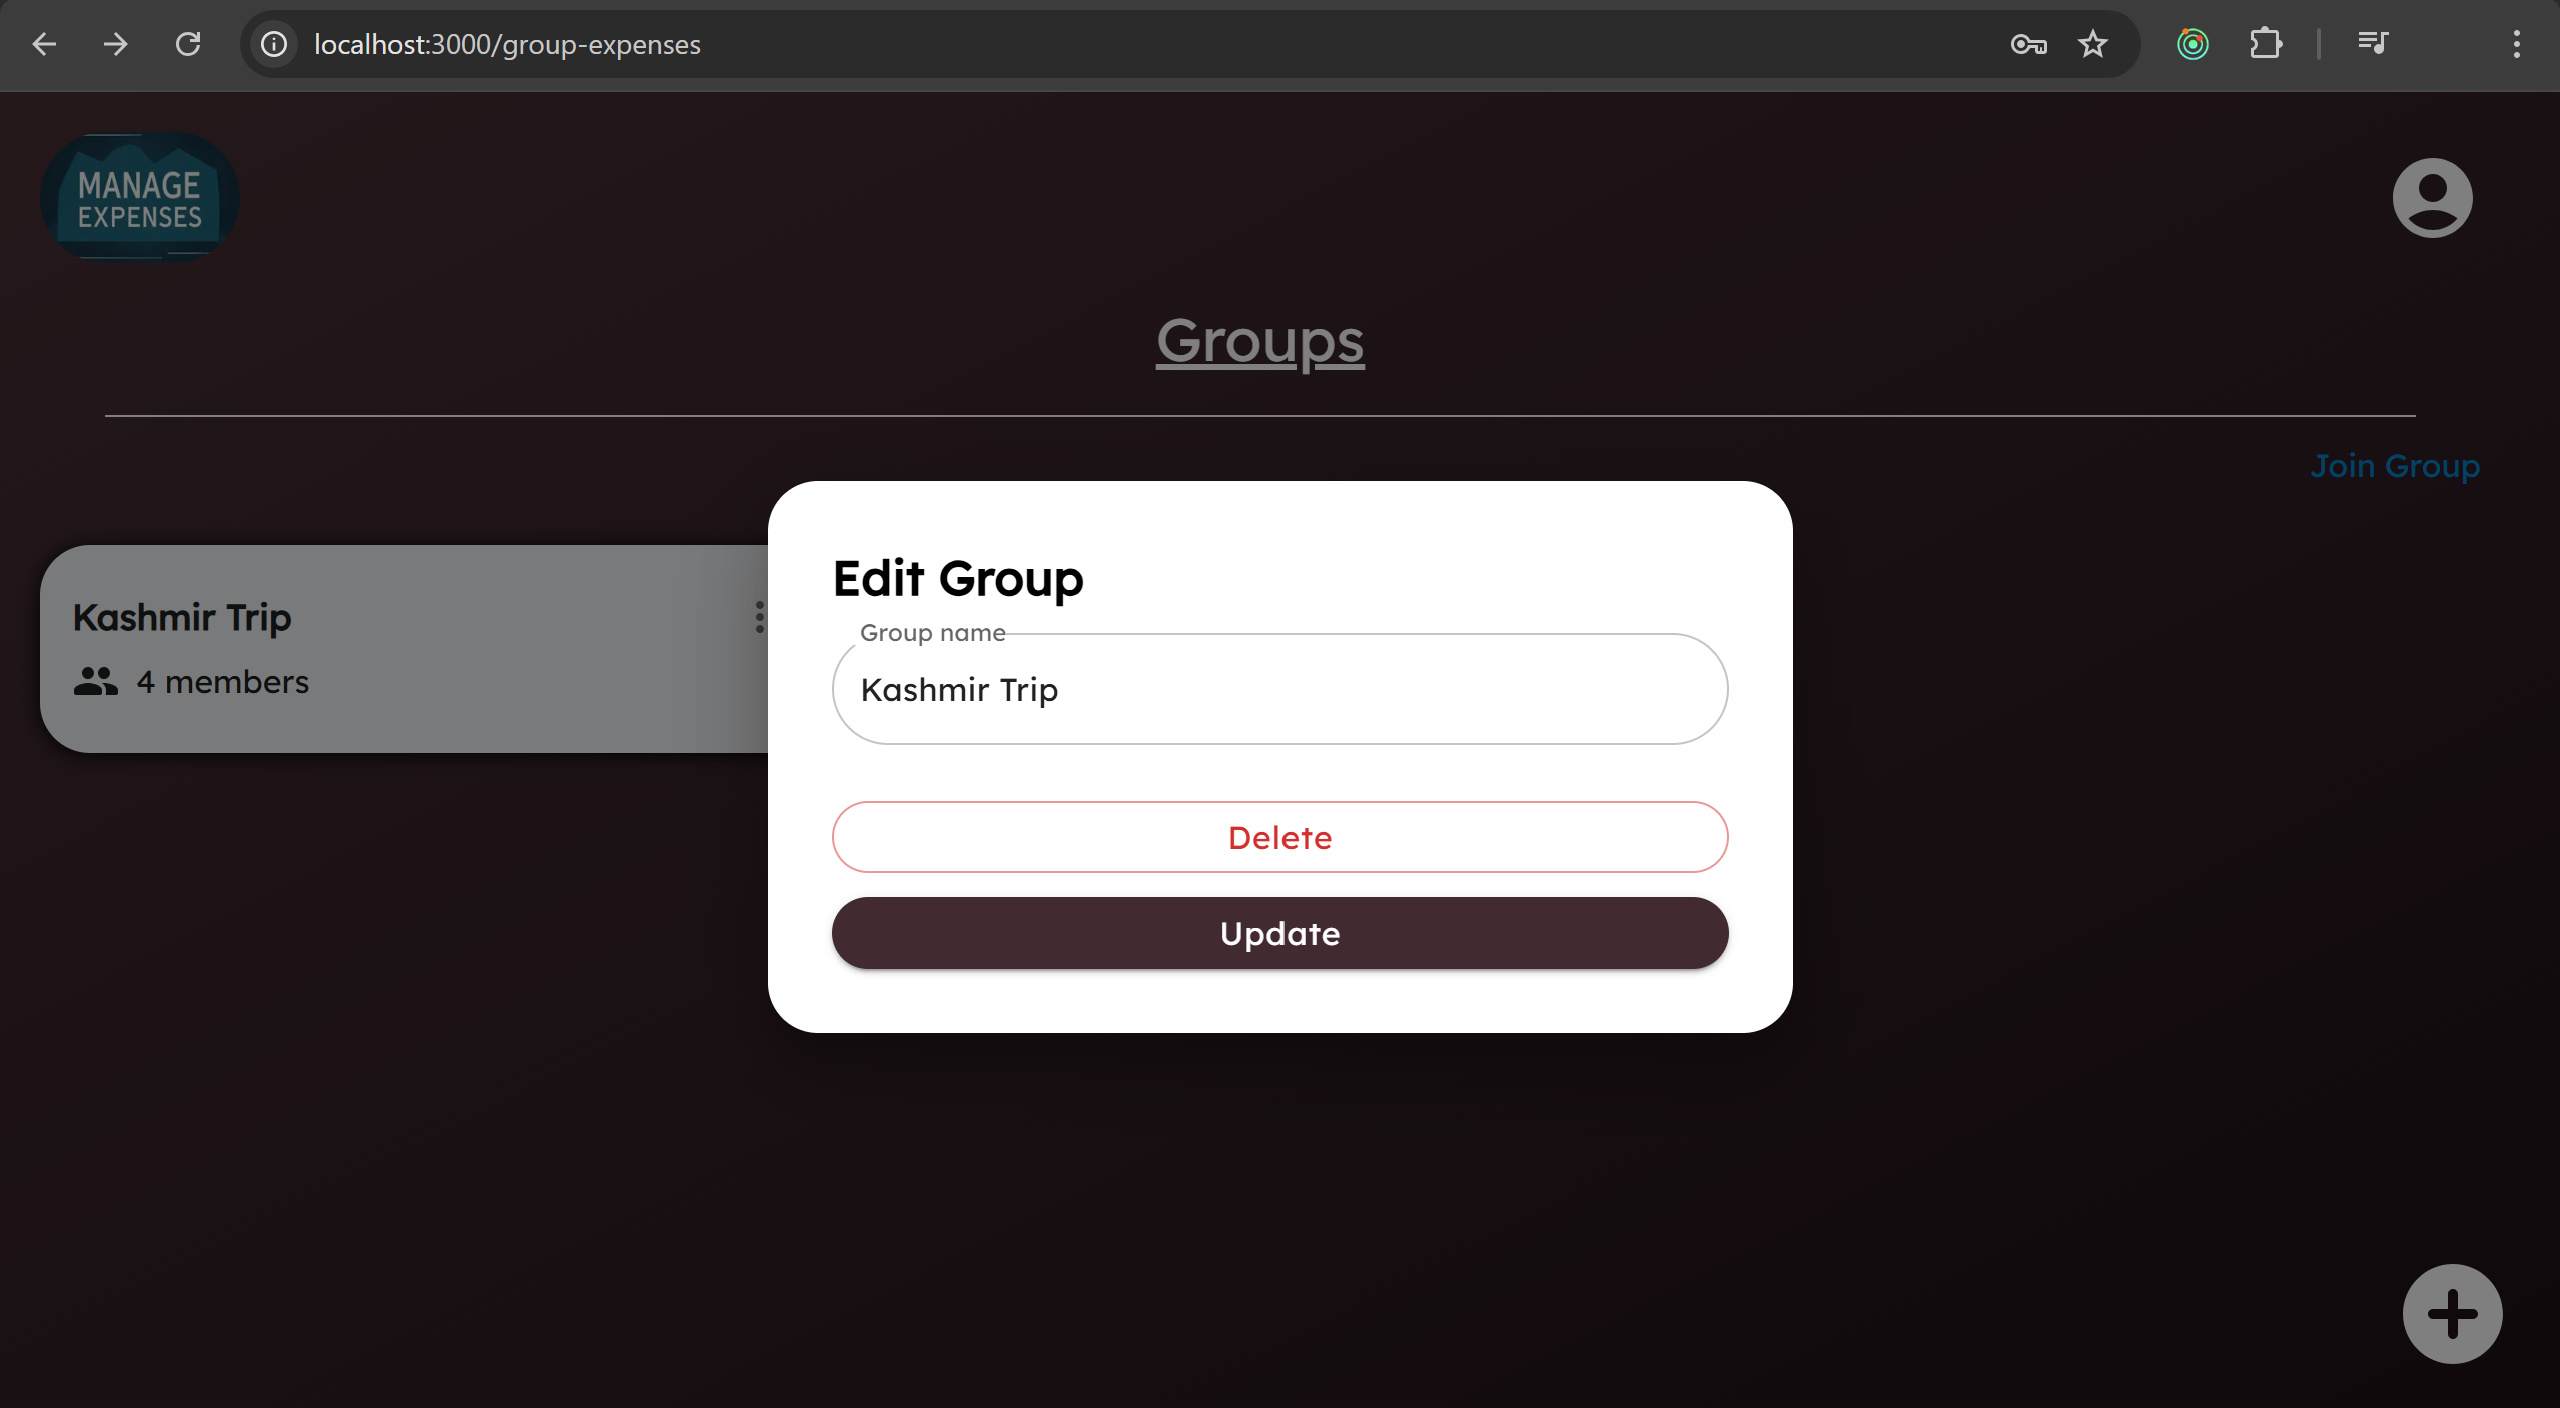 localhost:3000/group-expenses
MANAGE
EXPENSES
Groups
Join Group
Kashmir Trip
4 members
Edit Group
Group name
Kashmir Trip
Delete
Update